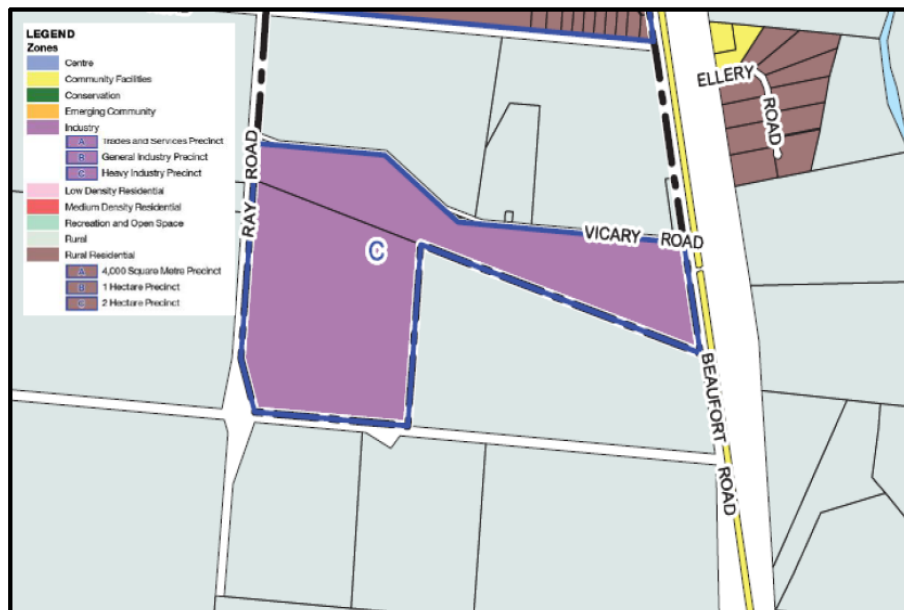 LEGEND
Zones
Centre
Community Facilities
Conservation
Emerging Community
Industry
A Trades and Services Precinct
B General Industry Precinct
C Heavy Industry Precinct
Low Density Residential
Medium Density Residential
Recreation and Open Space
Rural
Rural Residential
A 4,000 Square Metre Precinct
B 1 Hectare Precinct
C 2 Hectare Precinct
ELLERY
ROAD
RAY ROAD
VICARY ROAD
C
BEAUFORT ROAD